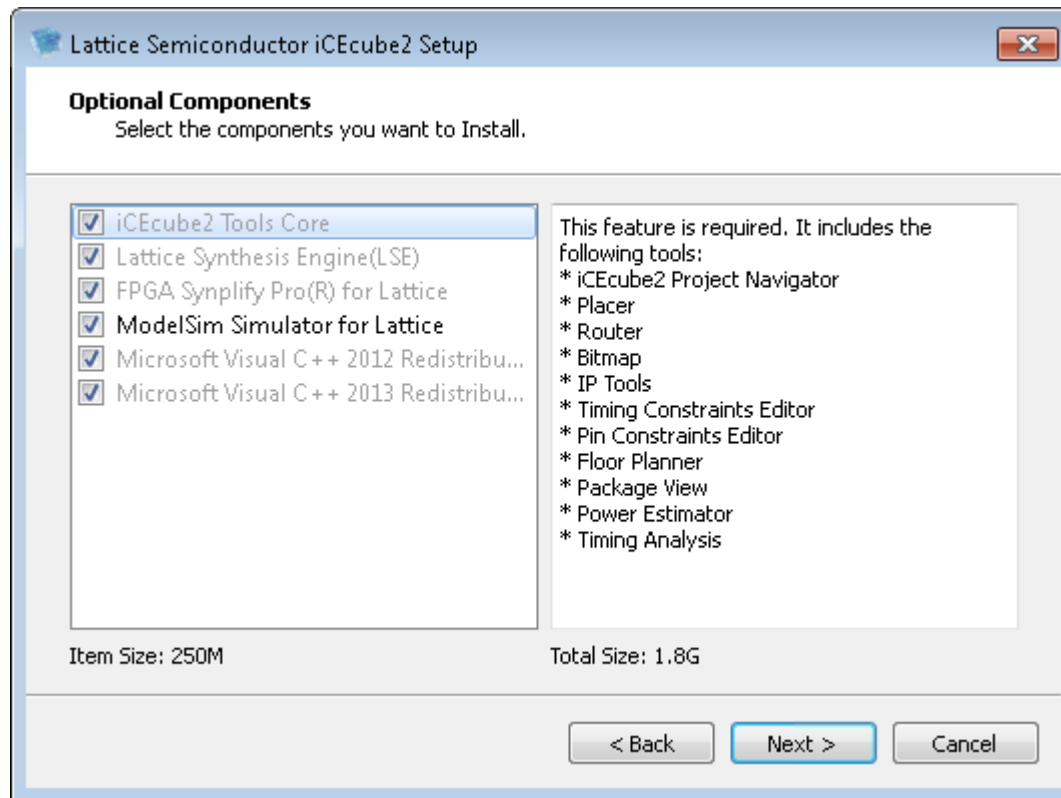 Lattice Semiconductor iCEcube2 Setup
Optional Components
Select the components you want to Install.
iCEcube2 Tools Core
Lattice Synthesis Engine(LSE)
FPGA Synplify Pro(R) for Lattice
ModelSim Simulator for Lattice
Microsoft Visual C++ 2012 Redistribu...
Microsoft Visual C++ 2013 Redistribu...
This feature is required. It includes the
following tools:
* iCEcube2 Project Navigator
* Placer
* Router
* Bitmap
* IP Tools
* Timing Constraints Editor
* Pin Constraints Editor
* Floor Planner
* Package View
* Power Estimator
* Timing Analysis
Item Size: 250M
Total Size: 1.8G
< Back
Next >
Cancel